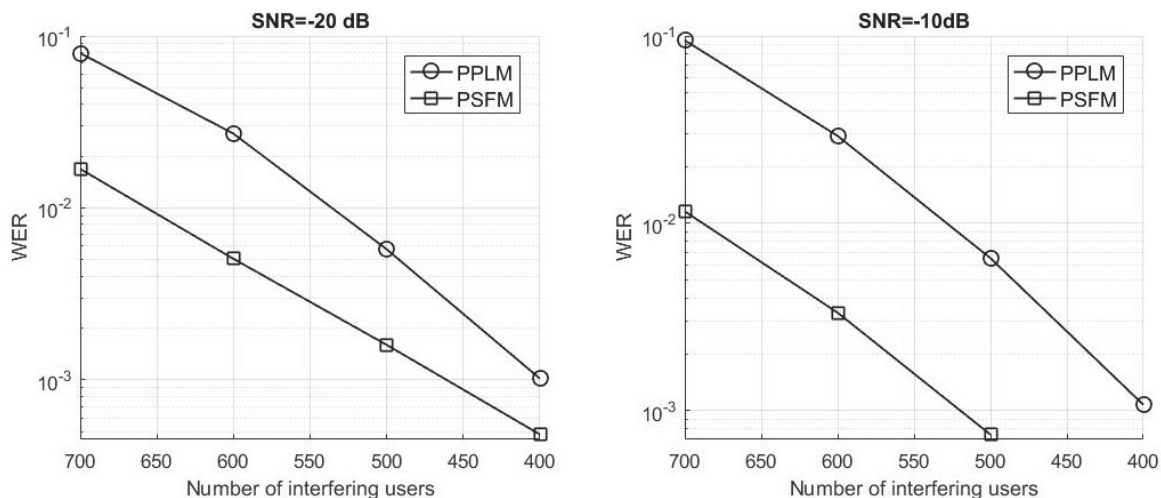 SNR=-20 dB
10^-1
10^-2
10^-3
WER
PPLM
PSFM
700 650 600 550 500 450 400
Number of interfering users
SNR=-10dB
10^-1
10^-2
10^-3
WER
PPLM
PSFM
700 650 600 550 500 450 400
Number of interfering users